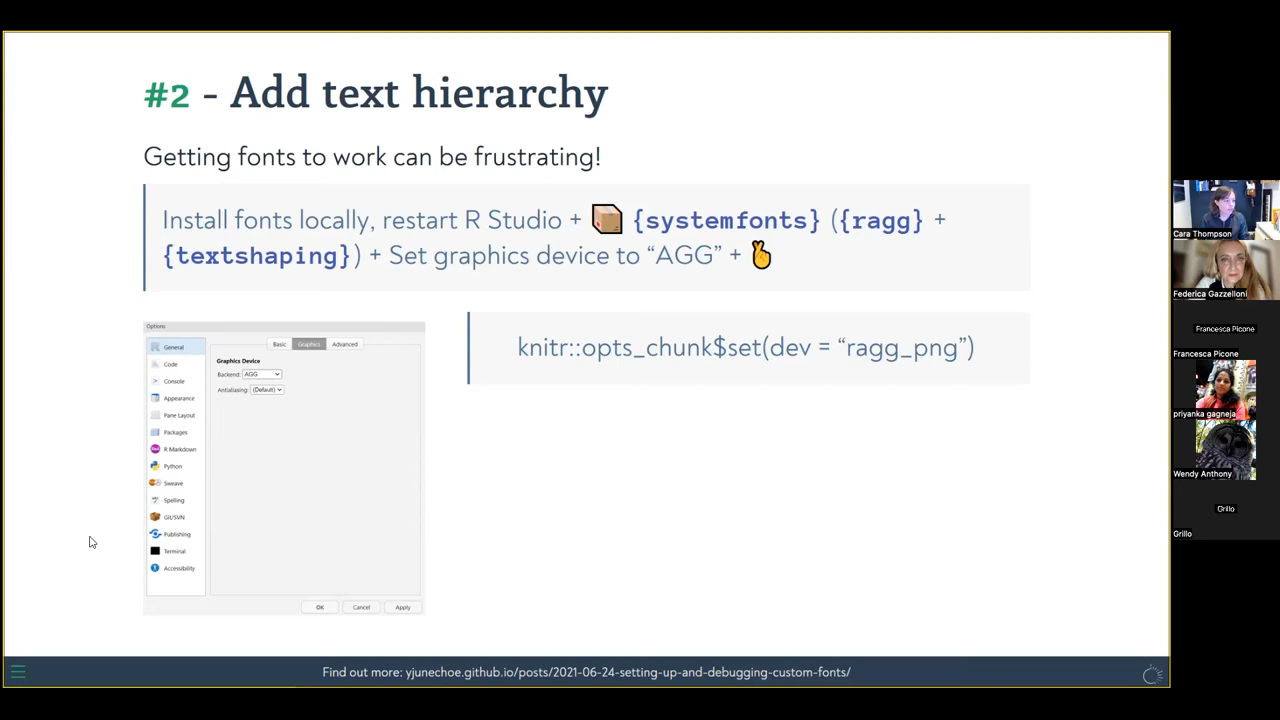 #2 - Add text hierarchy
Getting fonts to work can be frustrating!
Install fonts locally, restart R Studio + {systemfonts} ({ragg} +
{textshaping}) + Set graphics device to “AGG” +
Options
General
Code
Console
Appearance
Pane Layout
Packages
R Markdown
Python
Sweave
Spelling
Git/SVN
Publishing
Terminal
Accessibility
Basic Graphics Advanced
Graphics Device
Backend: AGG
Antialiasing: (Default)
OK Cancel Apply
knitr::opts_chunk$set(dev = “ragg_png”)
Find out more: yjunechoe.github.io/posts/2021-06-24-setting-up-and-debugging-custom-fonts/
Cara Thompson
Federica Gazzelloni
Francesca Picone
Francesca Picone
priyanka gagneja
Wendy Anthony
Grillo
Grillo